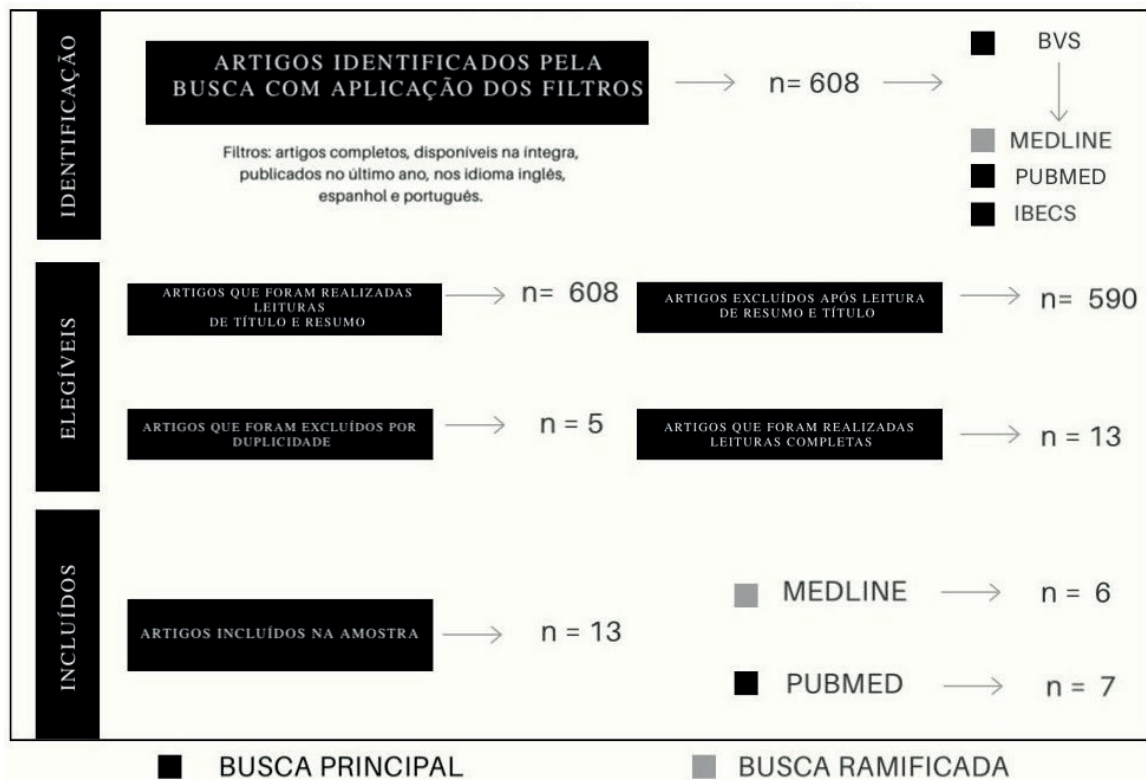 IDENTIFICAÇÃO
ARTIGOS IDENTIFICADOS PELA
BUSCA COM APLICAÇÃO DOS FILTROS
n= 608
BVS
MEDLINE
PUBMED
IBECS
Filtros: artigos completos, disponíveis na íntegra,
publicados no último ano, nos idioma inglês,
espanhol e português.
ELEGÍVEIS
ARTIGOS QUE FORAM REALIZADAS
LEITURAS
DE TÍTULO E RESUMO
n= 608
ARTIGOS EXCLUÍDOS APÓS LEITURA
DE RESUMO E TÍTULO
n= 590
ARTIGOS QUE FORAM EXCLUÍDOS POR
DUPLICIDADE
n = 5
ARTIGOS QUE FORAM REALIZADAS
LEITURAS COMPLETAS
n = 13
INCLUÍDOS
ARTIGOS INCLUÍDOS NA AMOSTRA
n = 13
MEDLINE
n = 6
PUBMED
n = 7
BUSCA PRINCIPAL
BUSCA RAMIFICADA